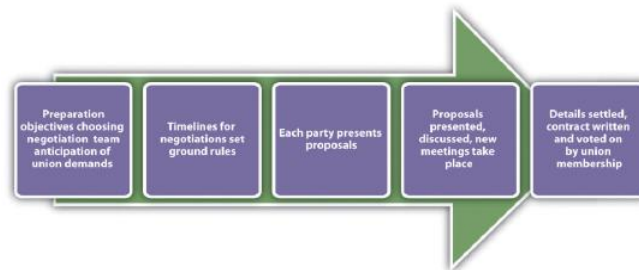 Preparation
objectives choosing
negotiation team
anticipation of
union demands
Timelines for
negotiations set
ground rules
Each party presents
proposals
Proposals
presented,
discussed, new
meetings take
place
Details settled,
contract written
and voted on
by union
membership